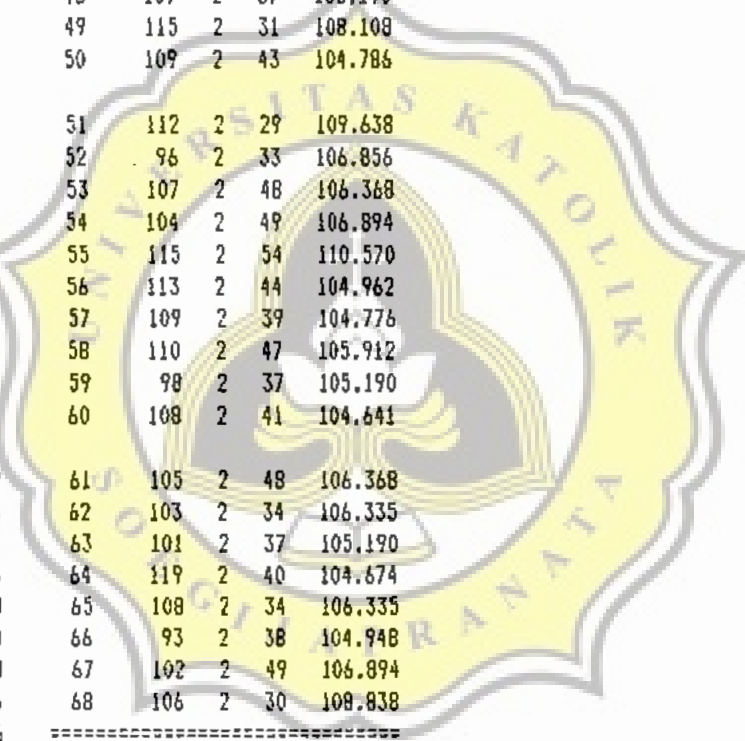 49 115 2 31 108.108
50 109 2 43 104.786
51 112 2 29 109.638
52 96 2 33 106.856
53 107 2 48 106.368
54 104 2 49 106.894
55 115 2 54 110.570
56 113 2 44 104.962
57 109 2 39 104.776
58 110 2 47 105.912
59 98 2 37 105.190
60 108 2 41 104.641
61 105 2 48 106.368
62 103 2 34 106.335
63 101 2 37 105.190
64 119 2 40 104.674
65 108 2 34 106.335
66 93 2 38 104.948
67 102 2 49 106.894
68 106 2 30 108.838
==============================
UNIVERSITAS KATOLIK
SOEGIJAPRANATA